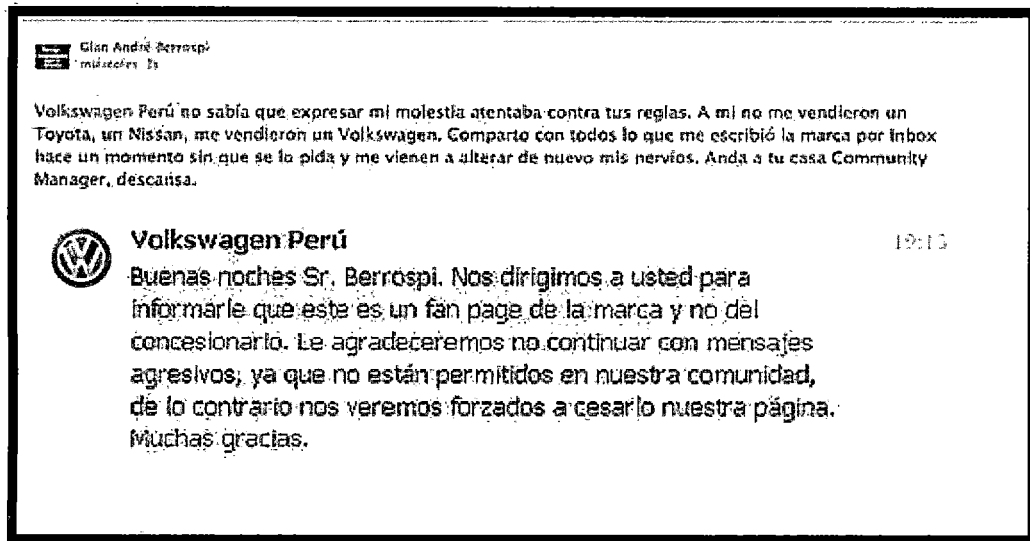 Gian André Berrospi
miércoles
Volkswagen Perú no sabía que expresar mi molestia atentaba contra tus reglas. A mi no me vendieron un
Toyota, un Nissan, me vendieron un Volkswagen. Comparto con todos lo que me escribió la marca por inbox
hace un momento sin que se lo pida y me vienen a alterar de nuevo mis nervios. Anda a tu casa Community
Manager, descansa.
Volkswagen Perú
19:13
Buenas noches Sr. Berrospi. Nos dirigimos a usted para
informarle que este es un fan page de la marca y no del
concesionario. Le agradeceremos no continuar con mensajes
agresivos; ya que no están permitidos en nuestra comunidad,
de lo contrario nos veremos forzados a cesarlo nuestra página.
Muchas gracias.